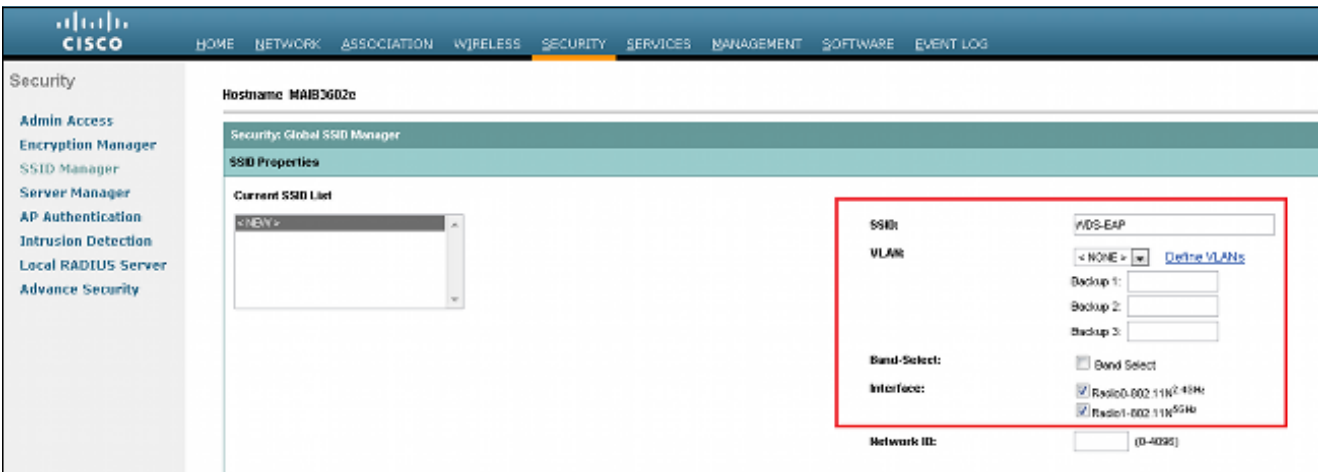 CISCO
HOME NETWORK ASSOCIATION WIRELESS SECURITY SERVICES MANAGEMENT SOFTWARE EVENT LOG
Security
Admin Access
Encryption Manager
SSID Manager
Server Manager
AP Authentication
Intrusion Detection
Local RADIUS Server
Advance Security
Hostname MAIB3602e
Security: Global SSID Manager
SSID Properties
Current SSID List
< NEW >
SSID: WDS-EAP
VLAN: < NONE > Define VLANs
Backup 1:
Backup 2:
Backup 3:
Band-Select: Band Select
Interface: Radio0-802.11N2.4GHz
Radio1-802.11N5GHz
Network ID: (0-4096)